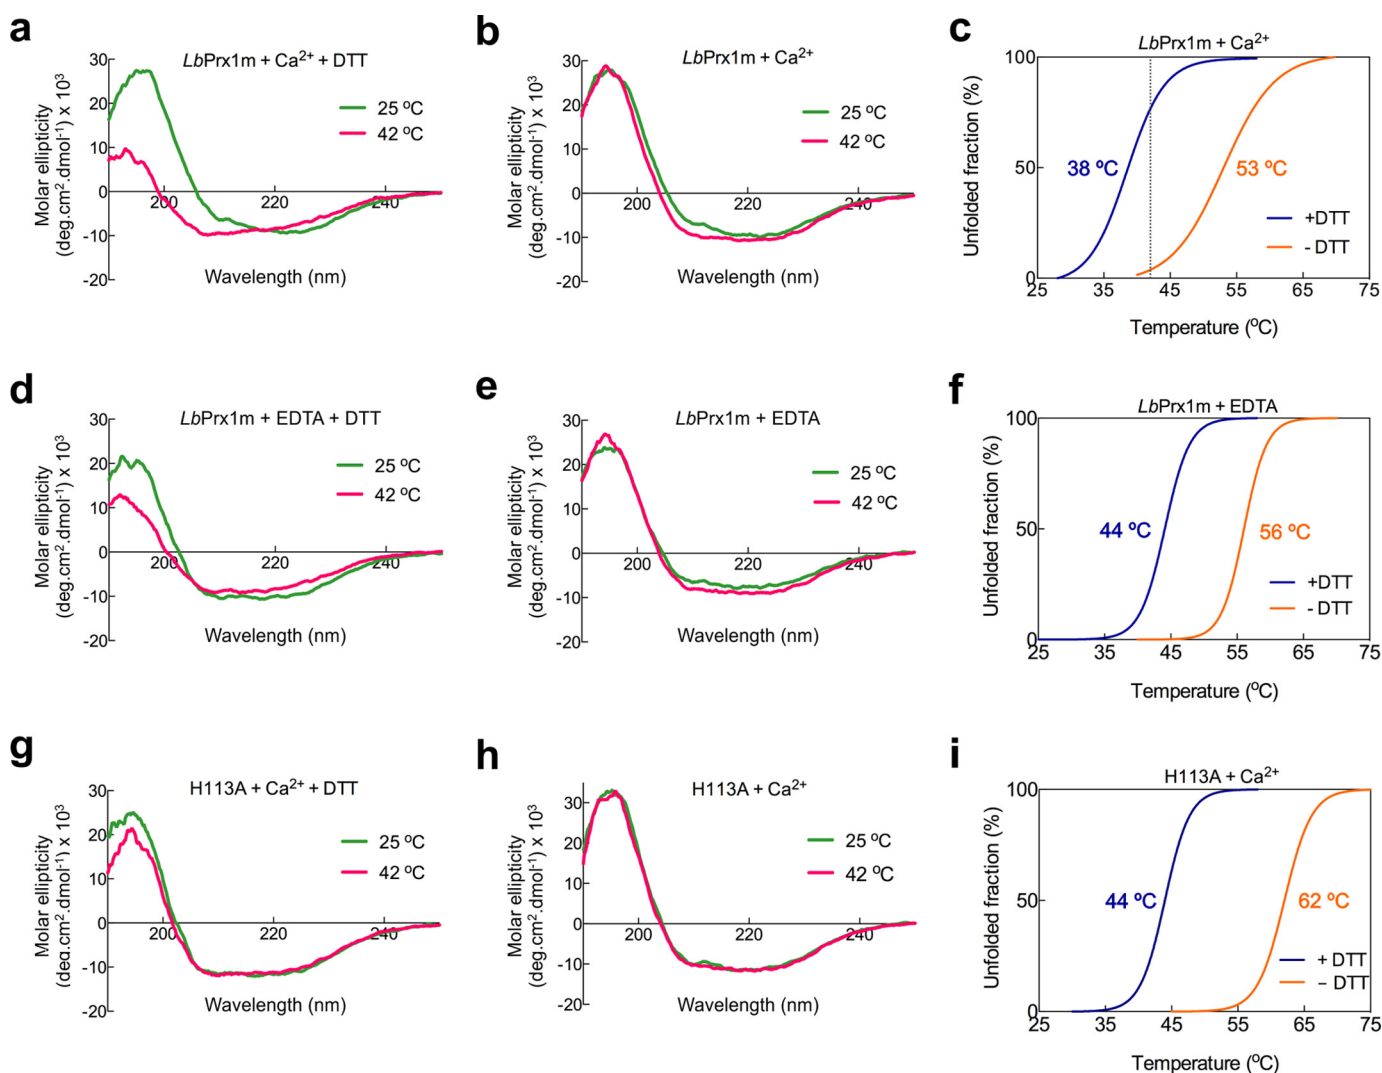 a
LbPrx1m + Ca2+ + DTT
30
20
10
0
-10
-20
200
220
240
25 ºC
42 ºC
Molar ellipticity
(deg.cm2.dmol-1) x 103
Wavelength (nm)
b
LbPrx1m + Ca2+
30
20
10
0
-10
-20
200
220
240
25 ºC
42 ºC
Molar ellipticity
(deg.cm2.dmol-1) x 103
Wavelength (nm)
c
LbPrx1m + Ca2+
100
50
0
25
35
45
55
65
75
38 ºC
53 ºC
+DTT
- DTT
Unfolded fraction (%)
Temperature (ºC)
d
LbPrx1m + EDTA + DTT
30
20
10
0
-10
-20
200
220
240
25 ºC
42 ºC
Molar ellipticity
(deg.cm2.dmol-1) x 103
Wavelength (nm)
e
LbPrx1m + EDTA
30
20
10
0
-10
-20
200
220
240
25 ºC
42 ºC
Molar ellipticity
(deg.cm2.dmol-1) x 103
Wavelength (nm)
f
LbPrx1m + EDTA
100
50
0
25
35
45
55
65
75
44 ºC
56 ºC
+DTT
- DTT
Unfolded fraction (%)
Temperature (ºC)
g
H113A + Ca2+ + DTT
30
20
10
0
-10
-20
200
220
240
25 ºC
42 ºC
Molar ellipticity
(deg.cm2.dmol-1) x 103
Wavelength (nm)
h
H113A + Ca2+
30
20
10
0
-10
-20
200
220
240
25 ºC
42 ºC
Molar ellipticity
(deg.cm2.dmol-1) x 103
Wavelength (nm)
i
H113A + Ca2+
100
50
0
25
35
45
55
65
75
44 ºC
62 ºC
+ DTT
– DTT
Unfolded fraction (%)
Temperature (ºC)